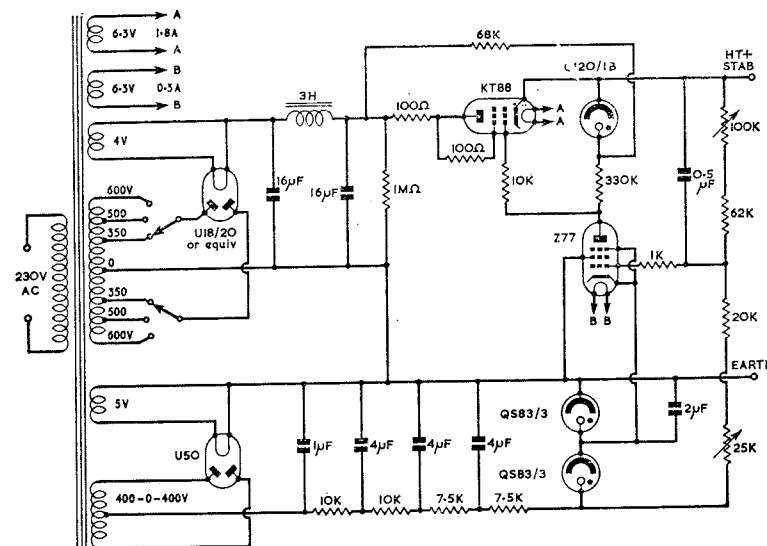 6·3V 1·8A
A
A
6·3V 0·3A
B
B
4V
600V
500
350
0
350
500
600V
230V
AC
5V
400-0-400V
U18/20
or equiv
U50
3H
16µF
16µF
1MΩ
68K
100Ω
100Ω
KT88
A
A
10K
330K
Z77
B
B
1K
0·5
µF
HT+
STAB
100K
62K
20K
EARTH
25K
QS83/3
QS83/3
2µF
1µF
4µF
4µF
4µF
10K
10K
7.5K
7.5K